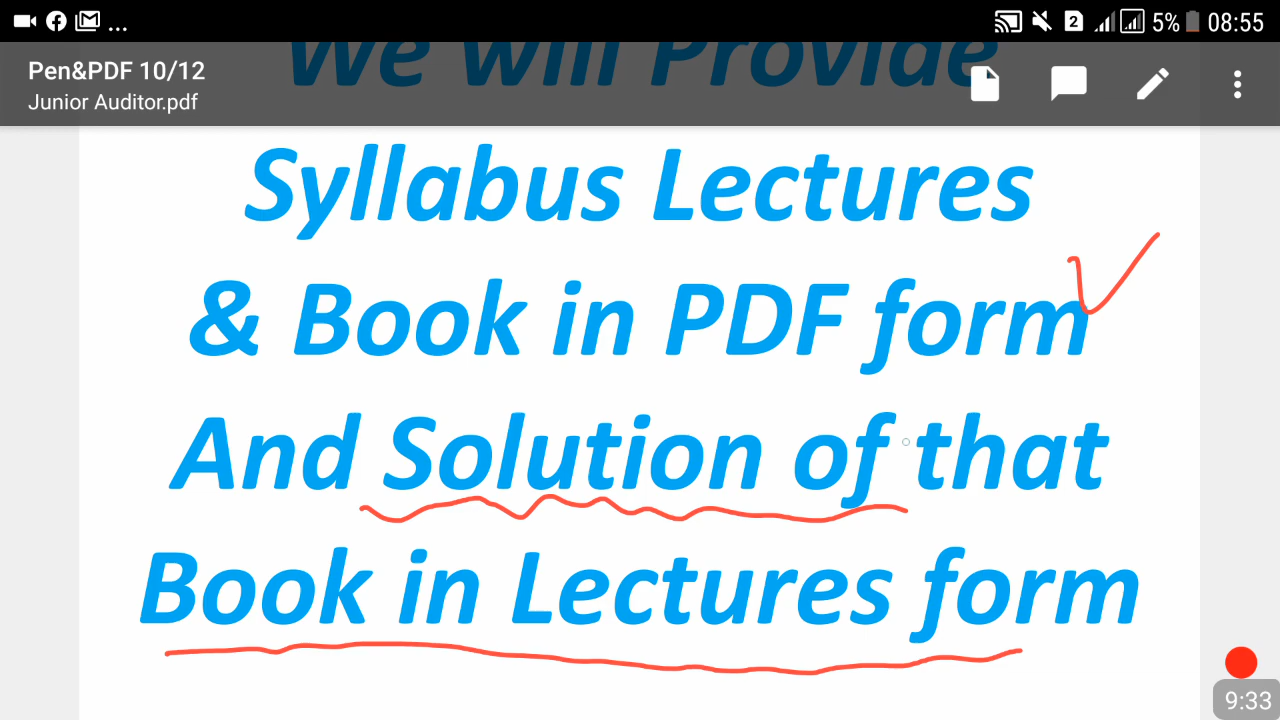 ... 2 5% 08:55
Pen&PDF 10/12
Junior Auditor.pdf
We will Provide
Syllabus Lectures
& Book in PDF form
And Solution of that
Book in Lectures form
9:33